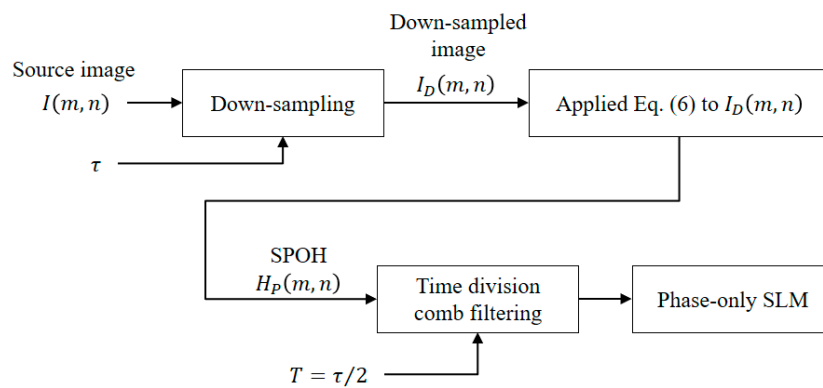 Source image
I(m, n)
Down-sampling
τ
Down-sampled
image
I_D(m, n)
Applied Eq. (6) to I_D(m, n)
SPOH
H_P(m, n)
Time division
comb filtering
T = τ/2
Phase-only SLM